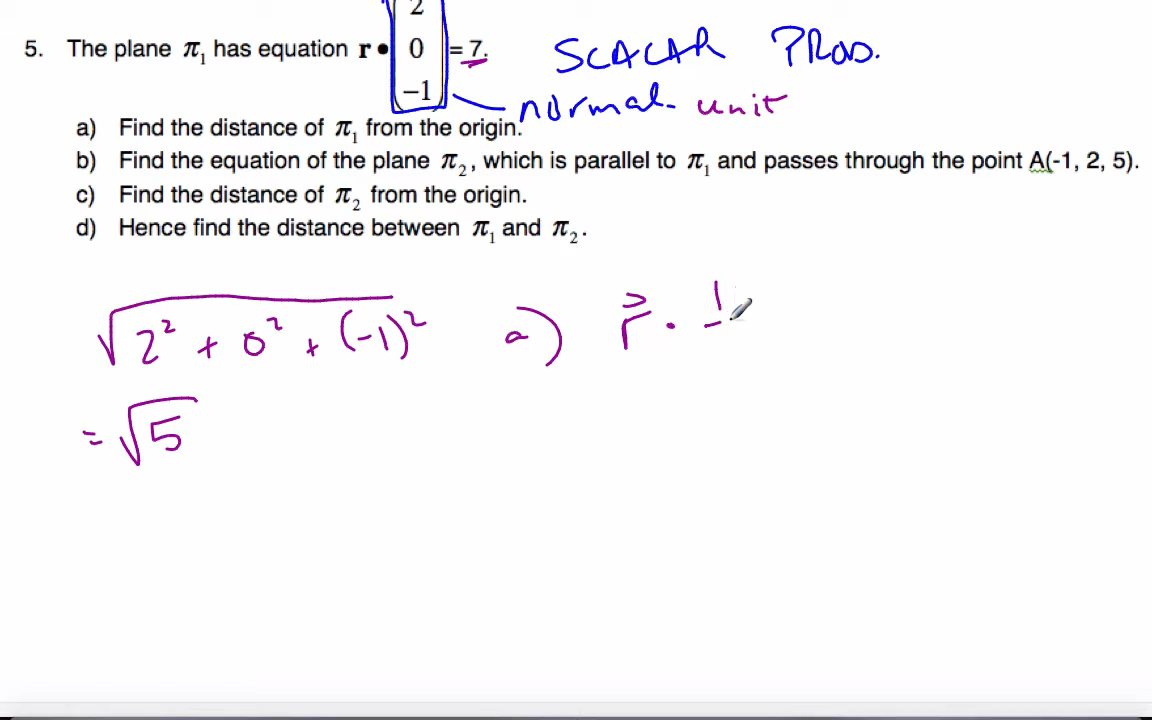 2
5. The plane π₁ has equation r • 0 = 7. SCACAR PROD.
−1
normal- unit
a) Find the distance of π₁ from the origin.
b) Find the equation of the plane π₂, which is parallel to π₁ and passes through the point A(-1, 2, 5).
c) Find the distance of π₂ from the origin.
d) Hence find the distance between π₁ and π₂.
√2² + 0² + (-1)² a) r⃗ · 1
= √5